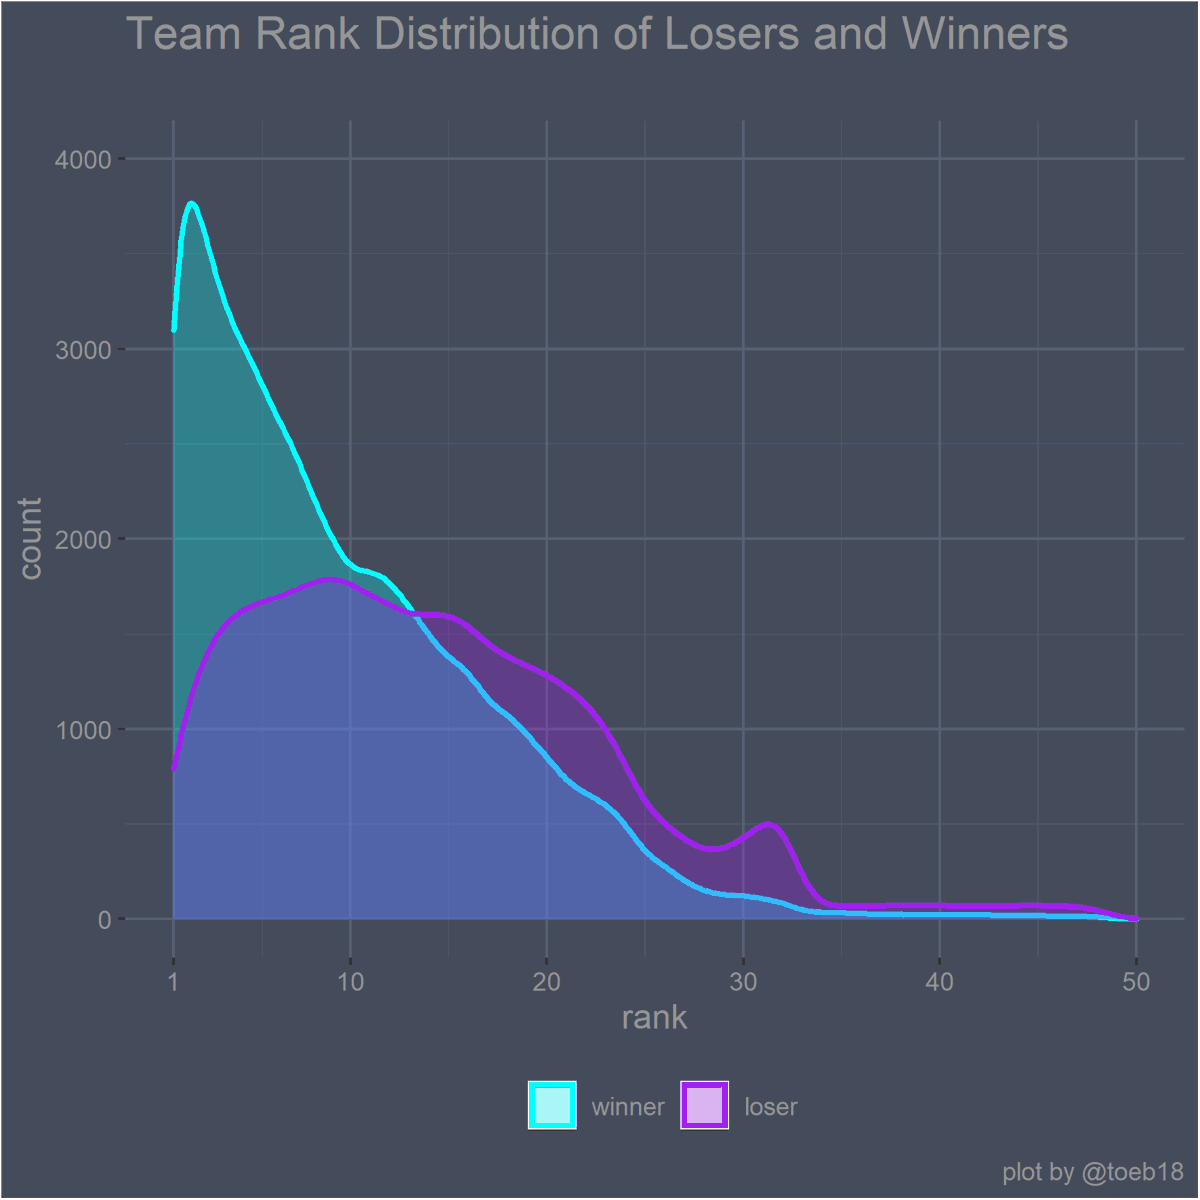 Team Rank Distribution of Losers and Winners
4000
3000
2000
1000
0
count
1 10 20 30 40 50
rank
winner loser
plot by @toeb18